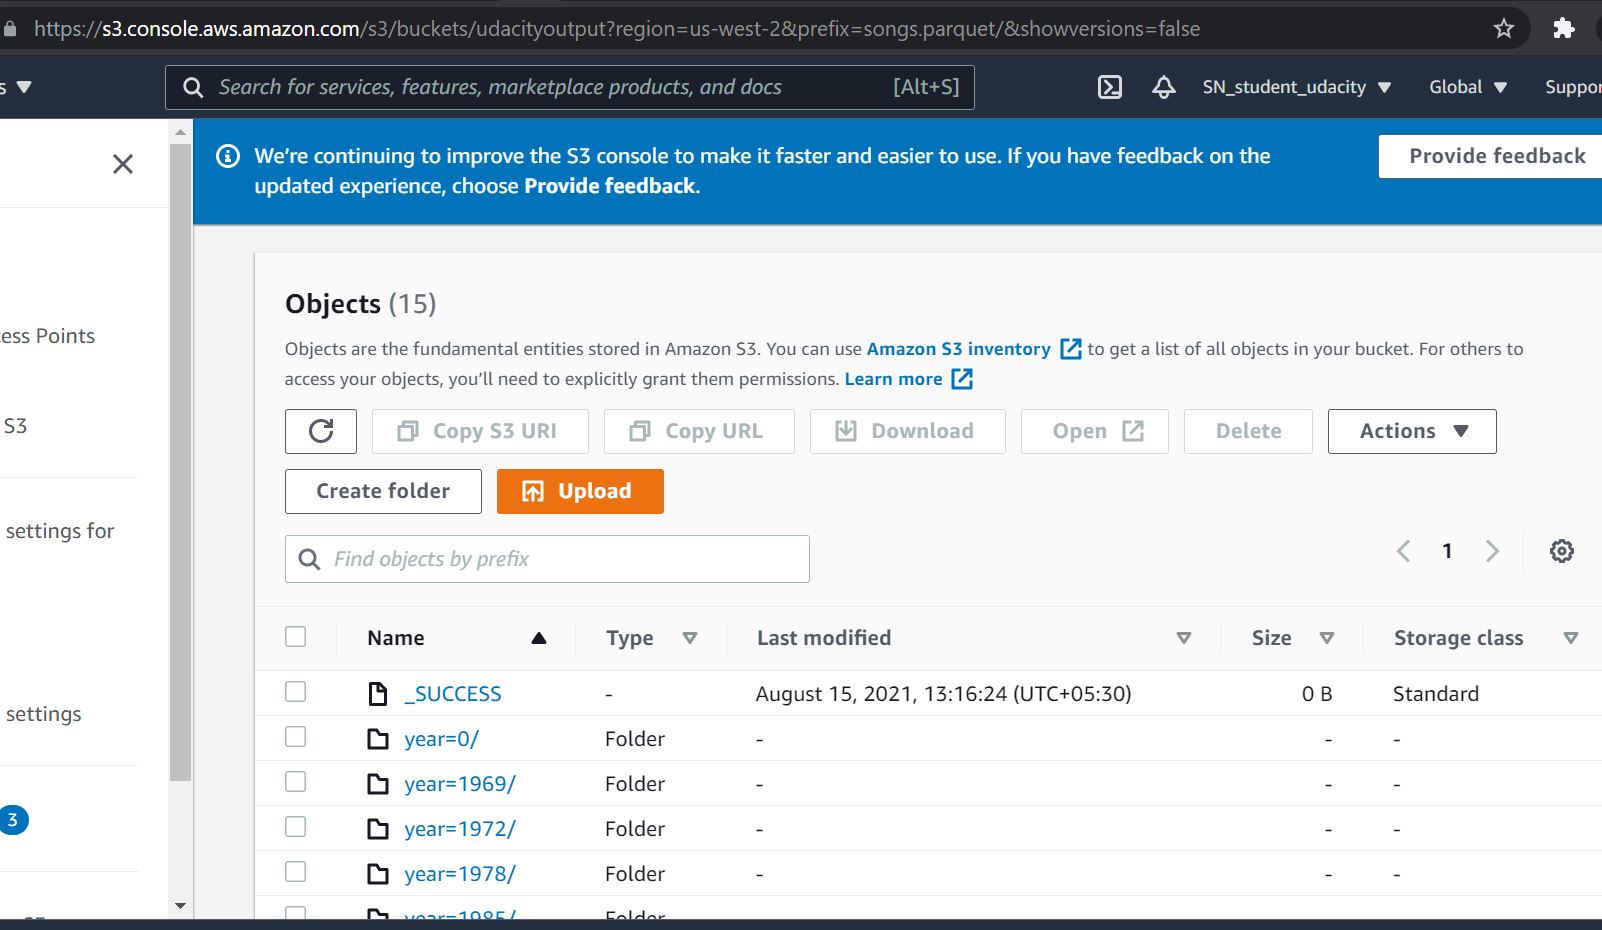 https://s3.console.aws.amazon.com/s3/buckets/udacityoutput?region=us-west-2&prefix=songs.parquet/&showversions=false
Search for services, features, marketplace products, and docs [Alt+S] SN_student_udacity Global
We're continuing to improve the S3 console to make it faster and easier to use. If you have feedback on the
updated experience, choose Provide feedback.
Provide feedback
Points
S3
settings for
settings
3
Objects (15)
Objects are the fundamental entities stored in Amazon S3. You can use Amazon S3 inventory to get a list of all objects in your bucket. For others to
access your objects, you'll need to explicitly grant them permissions. Learn more
Copy S3 URI Copy URL Download Open Delete Actions
Create folder Upload
Find objects by prefix
1
Name Type Last modified Size Storage class
_SUCCESS - August 15, 2021, 13:16:24 (UTC+05:30) 0 B Standard
year=0/ Folder - - -
year=1969/ Folder - - -
year=1972/ Folder - - -
year=1978/ Folder - - -
year=1985/ Folder